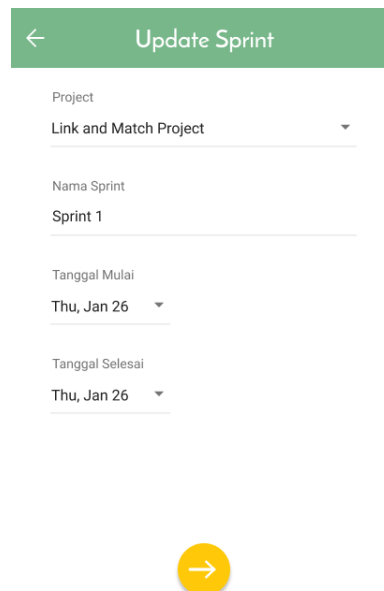 Update Sprint
Project
Link and Match Project
Nama Sprint
Sprint 1
Tanggal Mulai
Thu, Jan 26
Tanggal Selesai
Thu, Jan 26